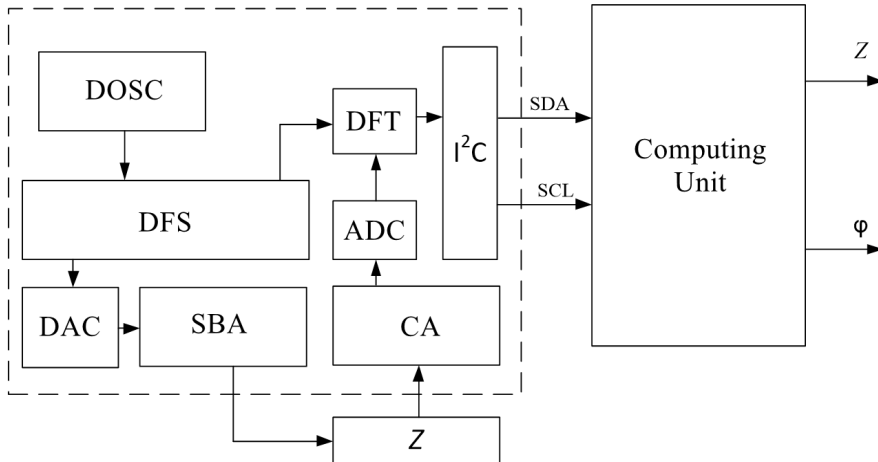 DOSC
DFS
DAC
SBA
DFT
ADC
CA
I²C
Z
SDA
SCL
Computing
Unit
Z
φ